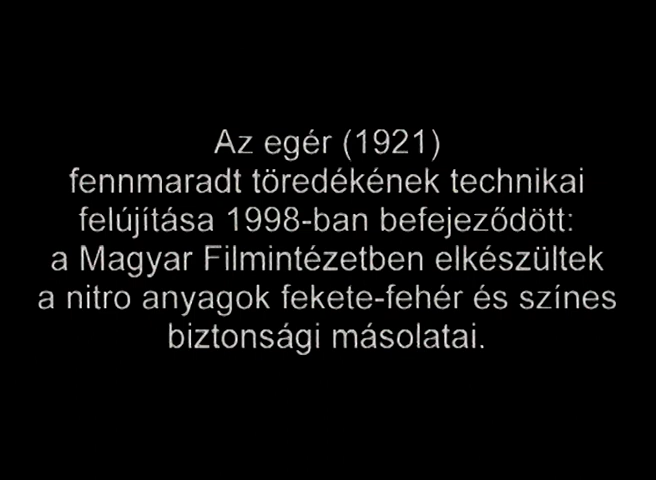 Az egér (1921)
fennmaradt töredékének technikai
felújítása 1998-ban befejeződött:
a Magyar Filmintézetben elkészültek
a nitro anyagok fekete-fehér és színes
biztonsági másolatai.